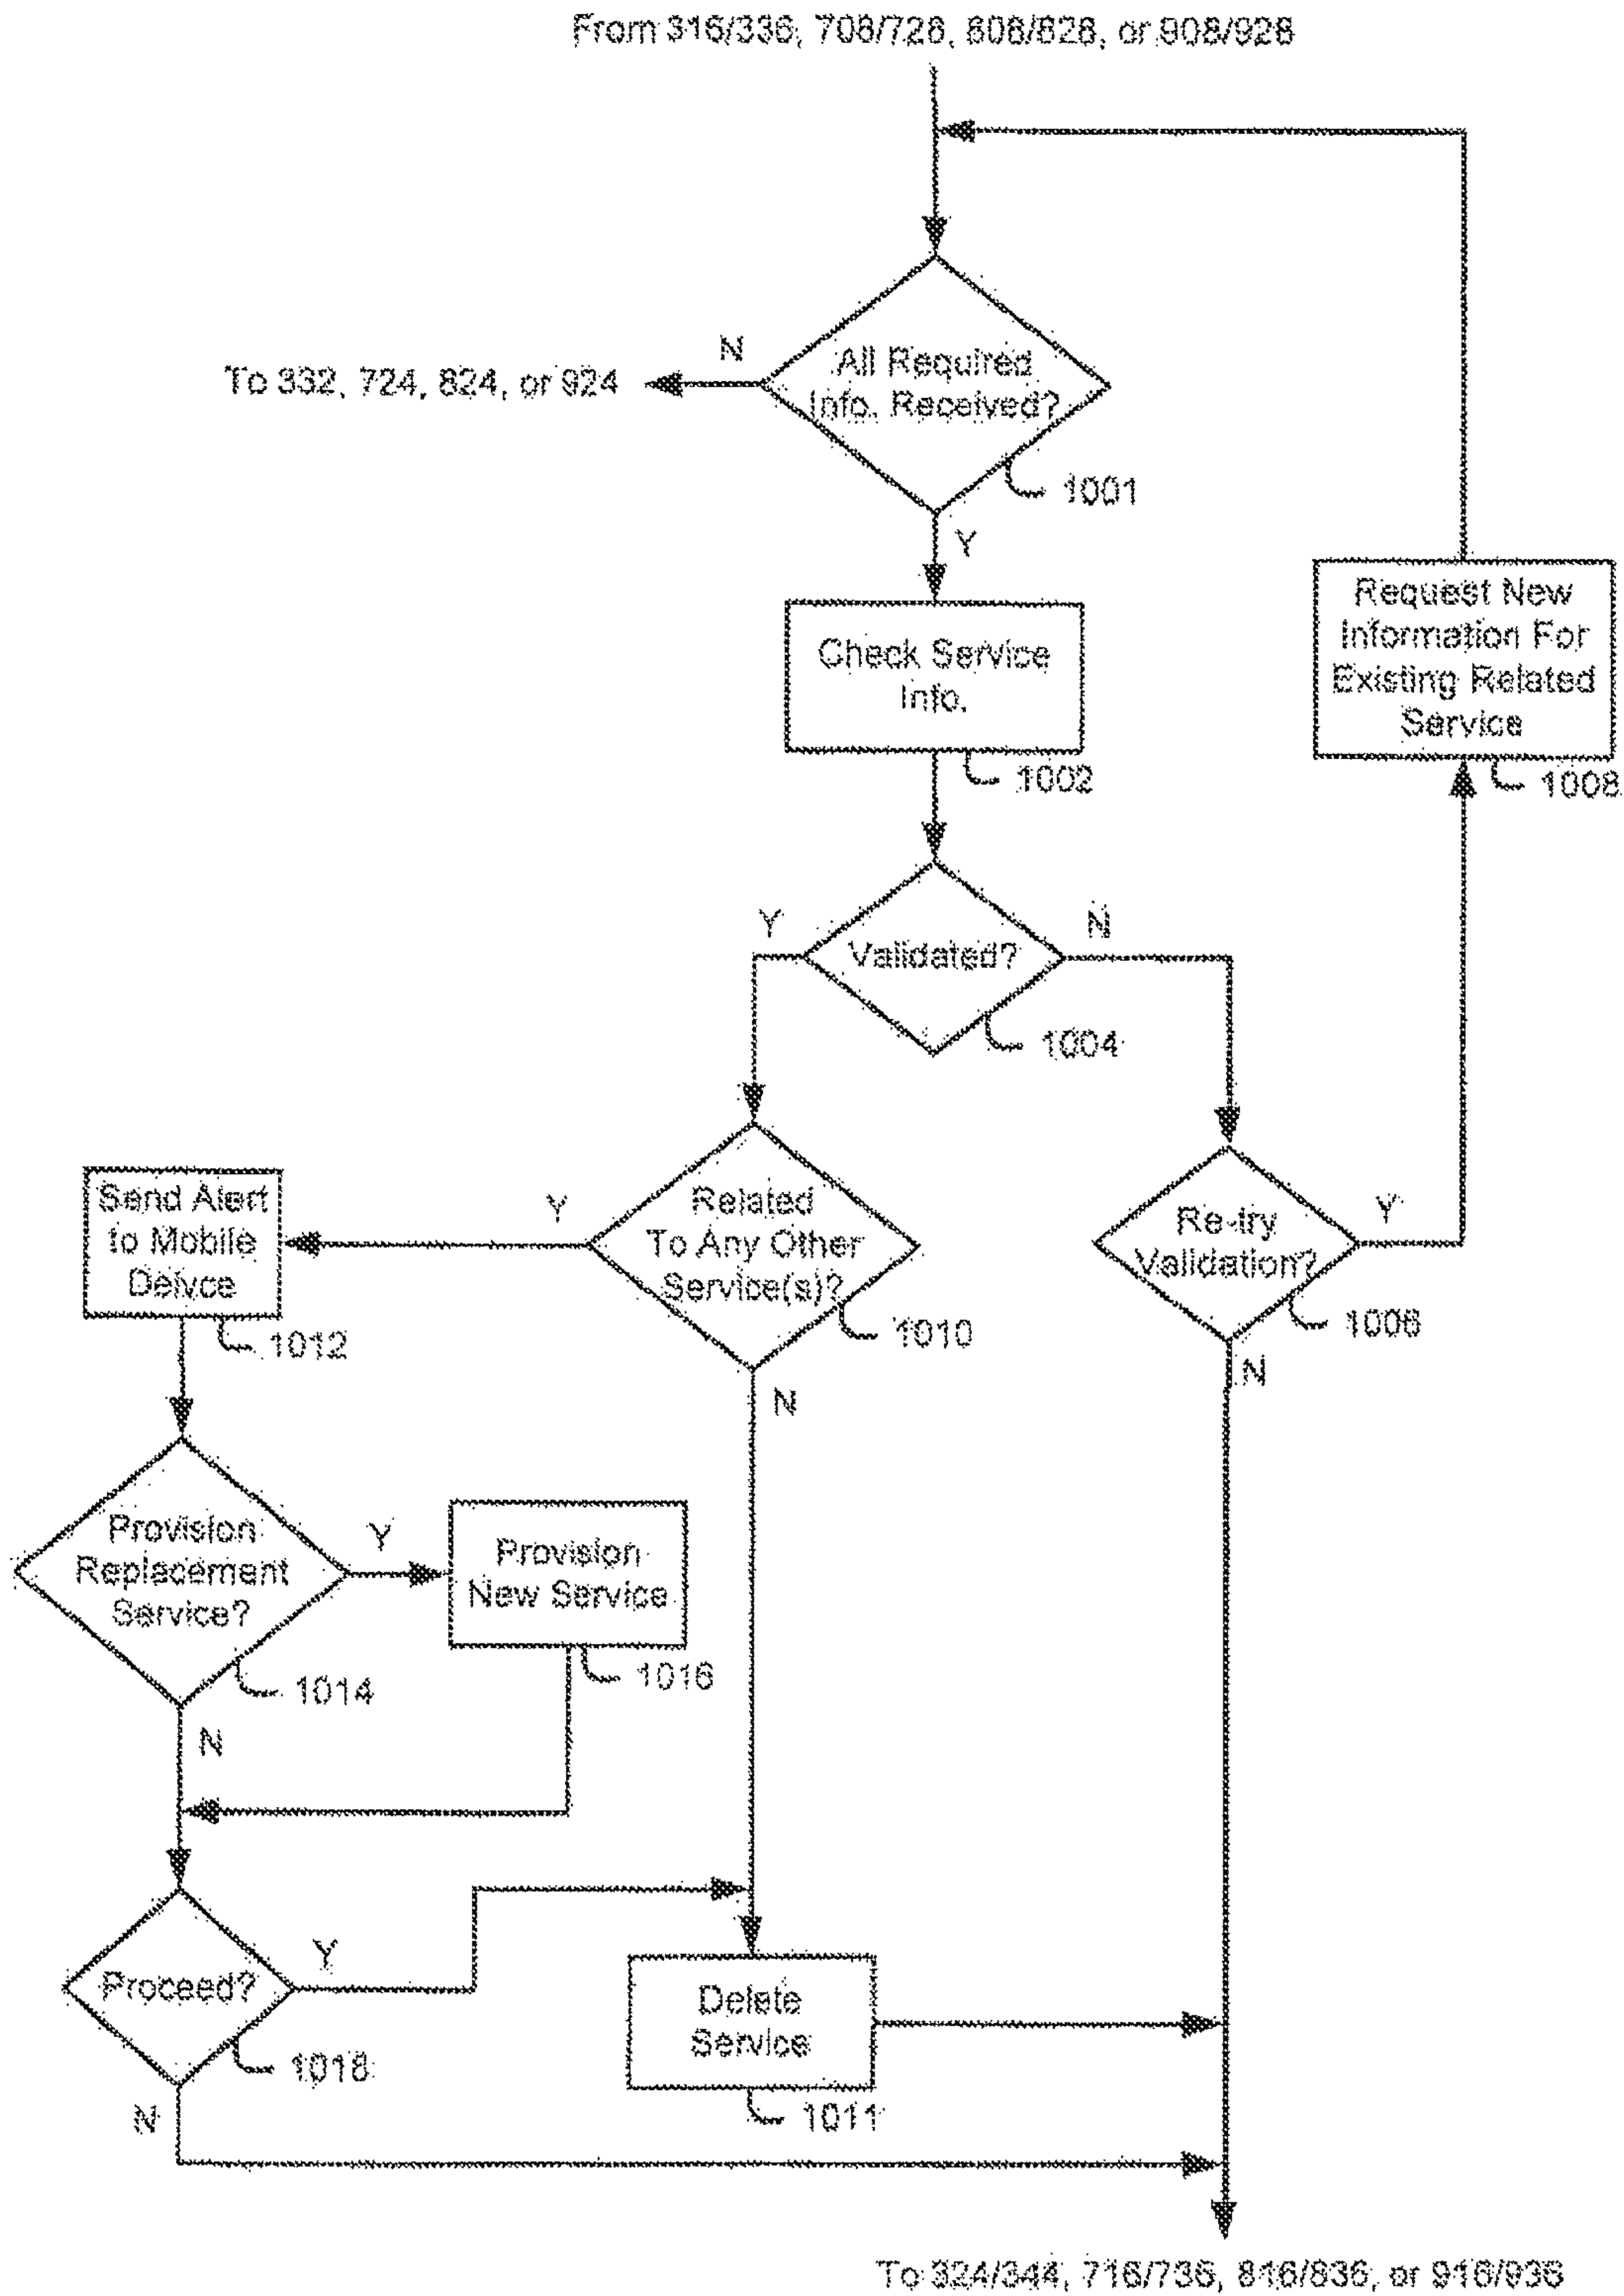 From 316/336, 708/728, 808/828, or 908/928
N
All Required
Info. Received?
To 332, 724, 824, or 924
1001
Y
Request New
Information For
Existing Related
Service
1008
Check Service
Info.
1002
Y
N
Validated?
1004
Send Alert
to Mobile
Deivce
1012
Y
Related
To Any Other
Service(s)?
1010
Re-try
Validation?
Y
1006
N
N
Provision
Replacement
Service?
Y
1014
Provision
New Service
1016
N
Proceed?
Y
1018
N
Delete
Service
1011
To 324/344, 716/736, 816/836, or 916/936